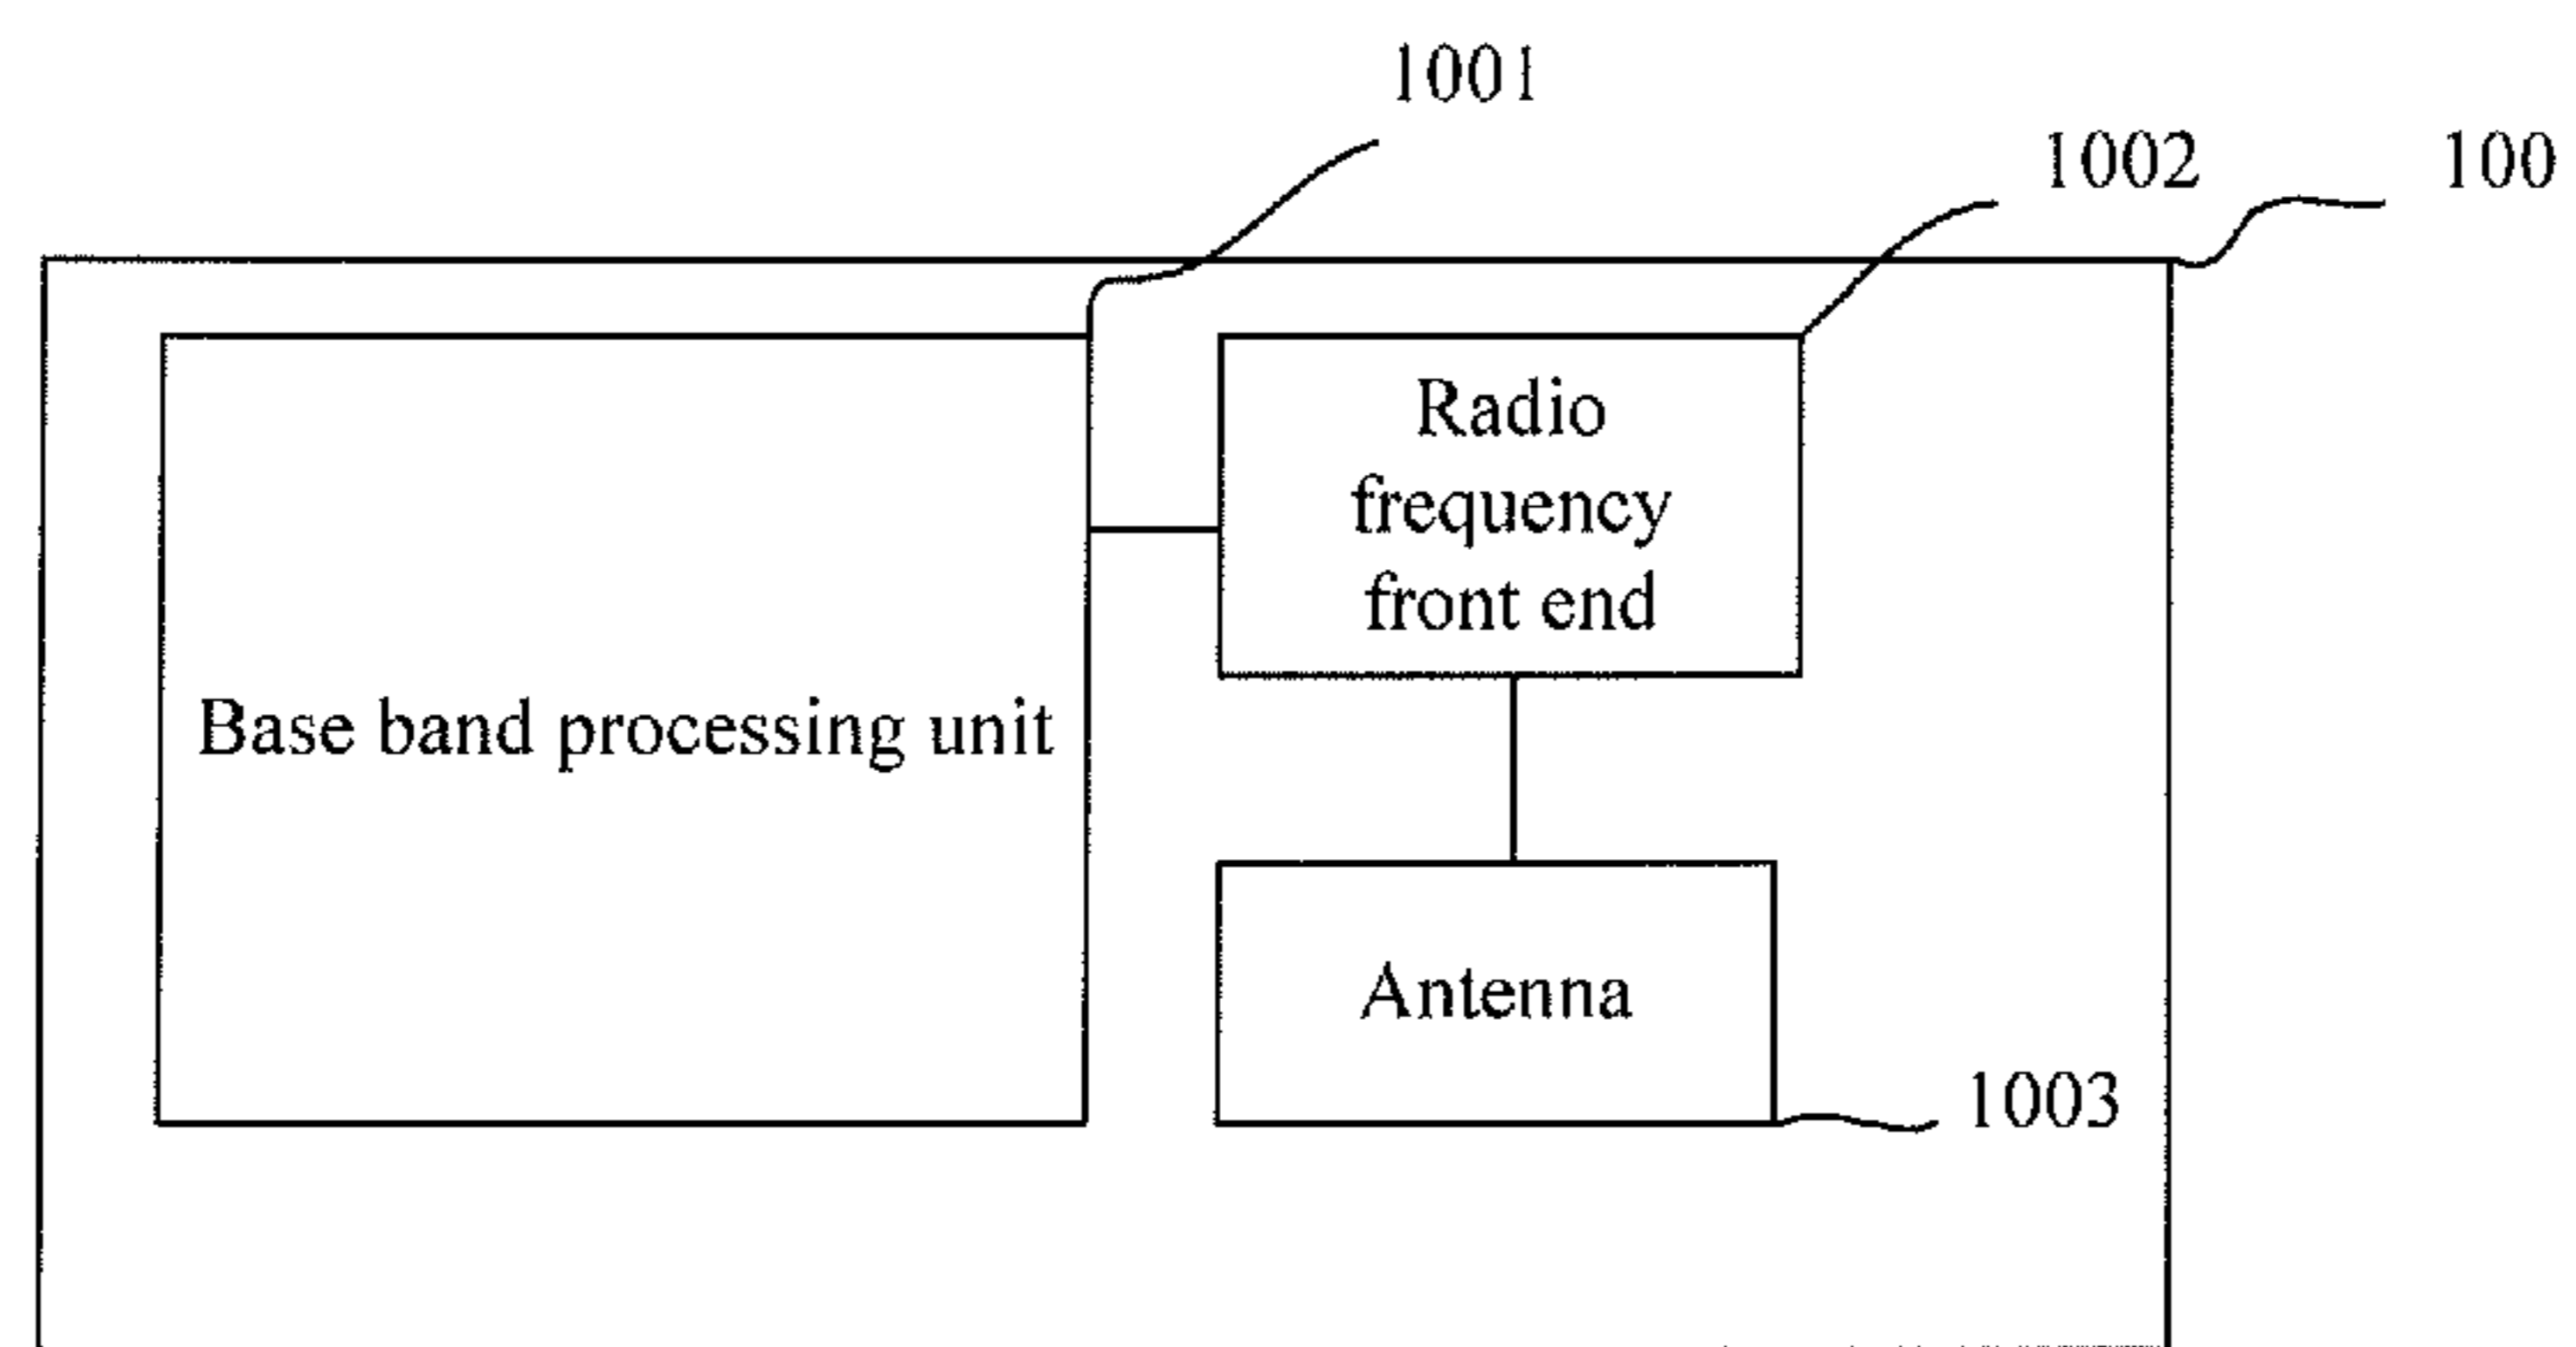 1001
1002
100
Radio
frequency
front end
Base band processing unit
Antenna
1003